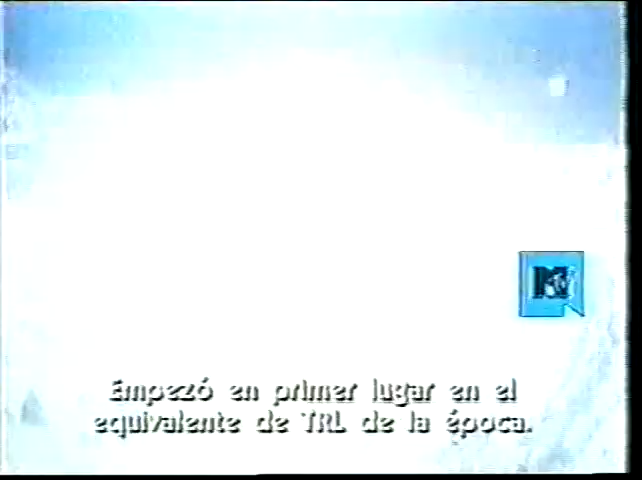 Empezó en primer lugar en el
equivalente de TRL de la época.